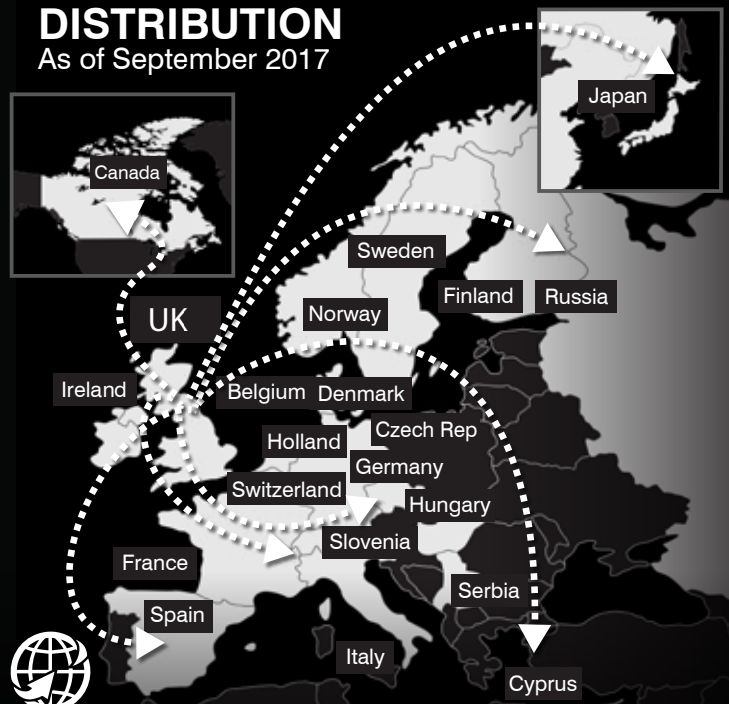 DISTRIBUTION
As of September 2017
Japan
Canada
Sweden
Finland
Russia
Norway
UK
Ireland
Belgium
Denmark
Czech Rep
Holland
Germany
Switzerland
Hungary
Slovenia
France
Serbia
Spain
Italy
Cyprus